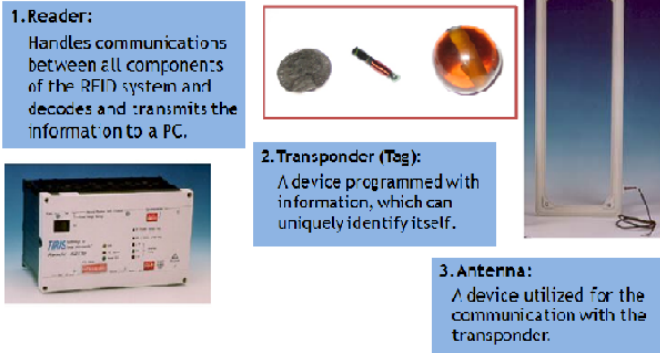 1. Reader:
Handles communications
between all components
of the RFID system and
decodes and transmits the
information to a PC.
2. Transponder (Tag):
A device programmed with
information, which can
uniquely identify itself.
TIRIS
3. Antenna:
A device utilized for the
communication with the
transponder.